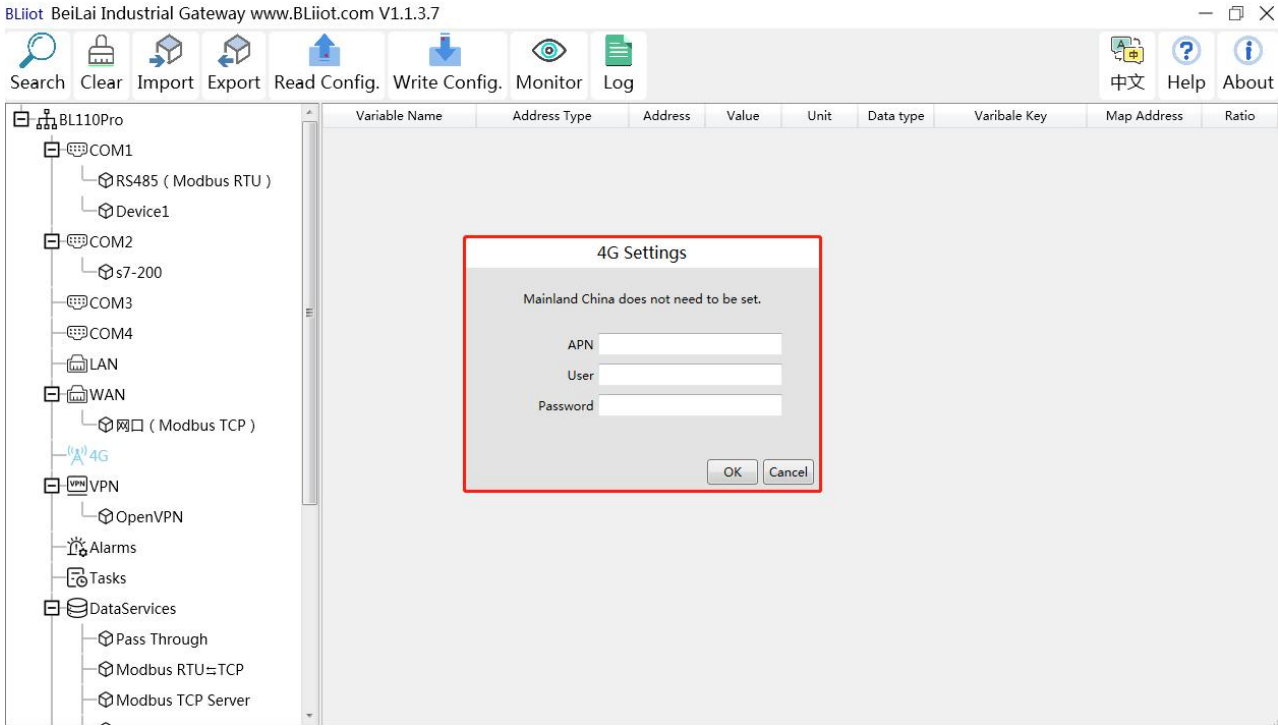 BLiiot BeiLai Industrial Gateway www.BLiiot.com V1.1.3.7
Search Clear Import Export Read Config. Write Config. Monitor Log 中文 Help About
Variable Name Address Type Address Value Unit Data type Varibale Key Map Address Ratio
BL110Pro
COM1
RS485 ( Modbus RTU )
Device1
COM2
s7-200
COM3
COM4
LAN
WAN
网口 ( Modbus TCP )
4G
VPN VPN
OpenVPN
Alarms
Tasks
DataServices
Pass Through
Modbus RTU⇆TCP
Modbus TCP Server
4G Settings
Mainland China does not need to be set.
APN
User
Password
OK Cancel